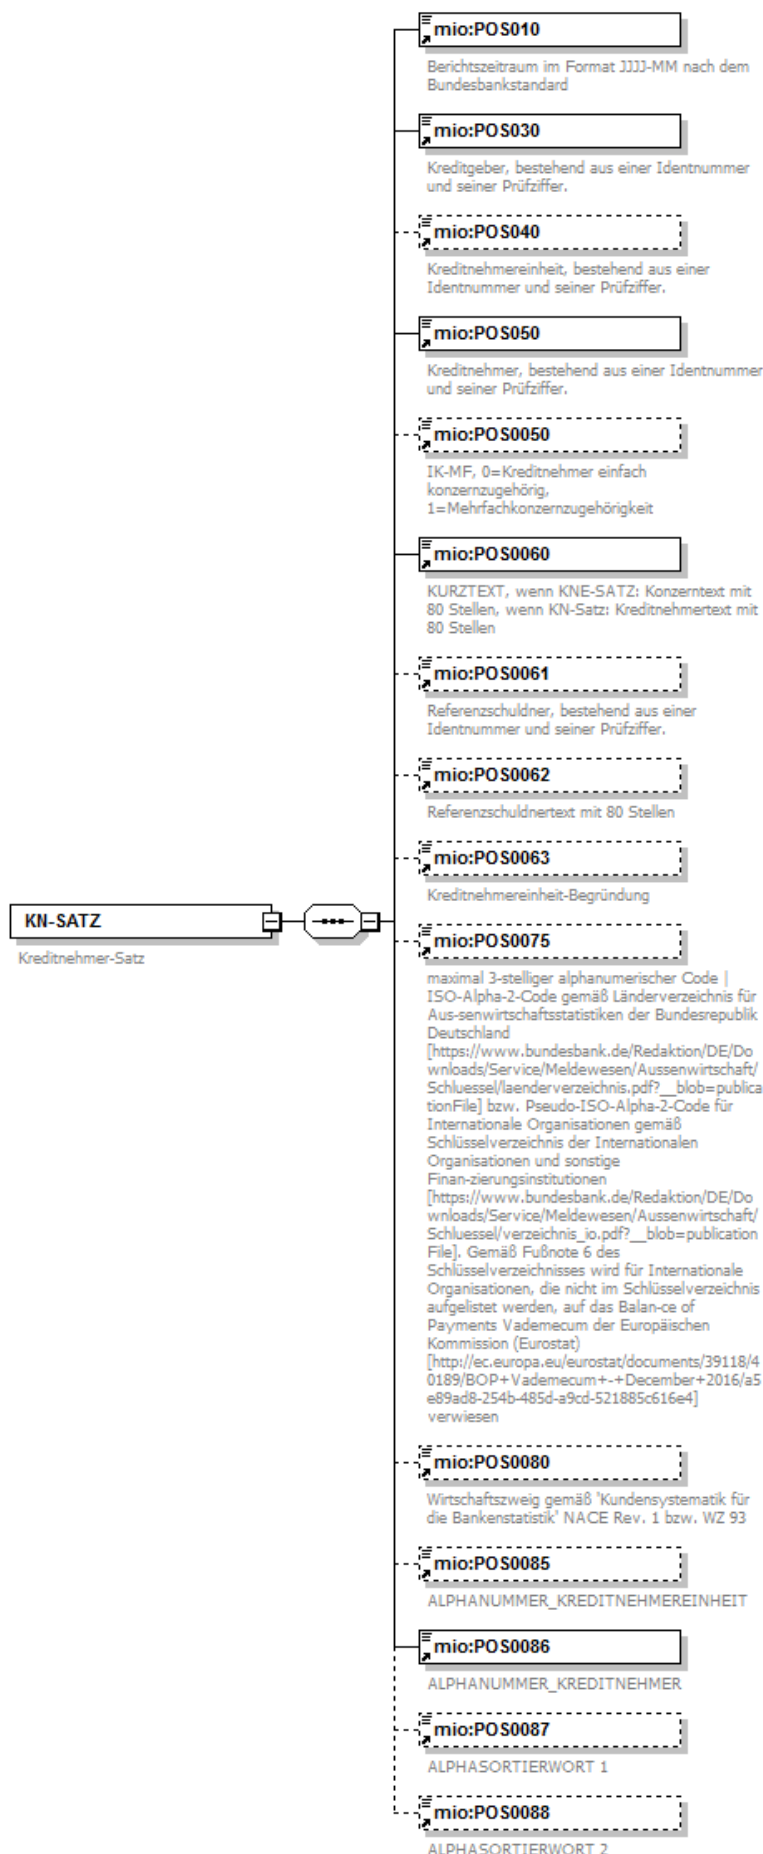 mio:POS010
Berichtszeitraum im Format JJJJ-MM nach dem
Bundesbankstandard
mio:POS030
Kreditgeber, bestehend aus einer Identnummer
und seiner Prüfziffer.
mio:POS040
Kreditnehmereinheit, bestehend aus einer
Identnummer und seiner Prüfziffer.
mio:POS050
Kreditnehmer, bestehend aus einer Identnummer
und seiner Prüfziffer.
mio:POS0050
IK-MF, 0=Kreditnehmer einfach
konzernzugehörig,
1=Mehrfachkonzernzugehörigkeit
mio:POS0060
KURZTEXT, wenn KNE-SATZ: Konzerntext mit
80 Stellen, wenn KN-Satz: Kreditnehmertext mit
80 Stellen
mio:POS0061
Referenzschuldner, bestehend aus einer
Identnummer und seiner Prüfziffer.
mio:POS0062
Referenzschuldnertext mit 80 Stellen
mio:POS0063
Kreditnehmereinheit-Begründung
KN-SATZ
Kreditnehmer-Satz
mio:POS0075
maximal 3-stelliger alphanumerischer Code |
ISO-Alpha-2-Code gemäß Länderverzeichnis für
Aus-senwirtschaftsstatistiken der Bundesrepublik
Deutschland
[https://www.bundesbank.de/Redaktion/DE/Do
wnloads/Service/Meldewesen/Aussenwirtschaft/
Schluessel/laenderverzeichnis.pdf?__blob=publica
tionFile] bzw. Pseudo-ISO-Alpha-2-Code für
Internationale Organisationen gemäß
Schlüsselverzeichnis der Internationalen
Organisationen und sonstige
Finan-zierungsinstitutionen
[https://www.bundesbank.de/Redaktion/DE/Do
wnloads/Service/Meldewesen/Aussenwirtschaft/
Schluessel/verzeichnis_io.pdf?__blob=publication
File]. Gemäß Fußnote 6 des
Schlüsselverzeichnisses wird für Internationale
Organisationen, die nicht im Schlüsselverzeichnis
aufgelistet werden, auf das Balan-ce of
Payments Vademecum der Europäischen
Kommission (Eurostat)
[http://ec.europa.eu/eurostat/documents/39118/4
0189/BOP+Vademecum+-+December+2016/a5
e89ad8-254b-485d-a9cd-521885c616e4]
verwiesen
mio:POS0080
Wirtschaftszweig gemäß 'Kundensystematik für
die Bankenstatistik' NACE Rev. 1 bzw. WZ 93
mio:POS0085
ALPHANUMMER_KREDITNEHMEREINHEIT
mio:POS0086
ALPHANUMMER_KREDITNEHMER
mio:POS0087
ALPHASORTIERWORT 1
mio:POS0088
ALPHASORTIERWORT 2